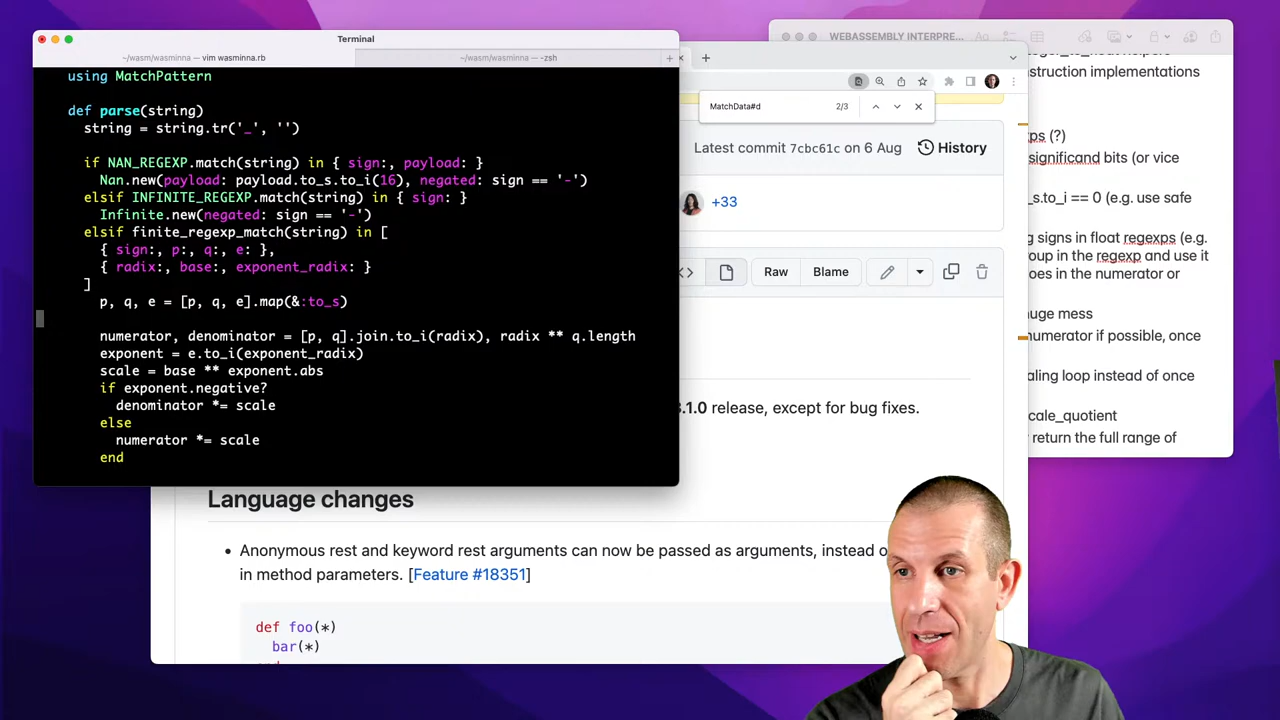 Terminal
~/wasm/wasminna — vim wasminna.rb
~/wasm/wasminna — -zsh
using MatchPattern
def parse(string)
string = string.tr('_', '')
if NAN_REGEXP.match(string) in { sign:, payload: }
Nan.new(payload: payload.to_s.to_i(16), negated: sign == '-')
elsif INFINITE_REGEXP.match(string) in { sign: }
Infinite.new(negated: sign == '-')
elsif finite_regexp_match(string) in [
{ sign:, p:, q:, e: },
{ radix:, base:, exponent_radix: }
]
p, q, e = [p, q, e].map(&:to_s)
numerator, denominator = [p, q].join.to_i(radix), radix ** q.length
exponent = e.to_i(exponent_radix)
scale = base ** exponent.abs
if exponent.negative?
denominator *= scale
else
numerator *= scale
end
MatchData#d
2/3
Latest commit 7cbc61c on 6 Aug
History
+33
<>
Raw
Blame
3.1.0 release, except for bug fixes.
Language changes
• Anonymous rest and keyword rest arguments can now be passed as arguments, instead o
in method parameters. [Feature #18351]
def foo(*)
bar(*)
WEBASSEMBLY INTERPRE...
Aa
struction implementations
xps (?)
significand bits (or vice
_s.to_i == 0 (e.g. use safe
g signs in float regexps (e.g.
oup in the regexp and use it
oes in the numerator or
huge mess
numerator if possible, once
aling loop instead of once
cale_quotient
return the full range of